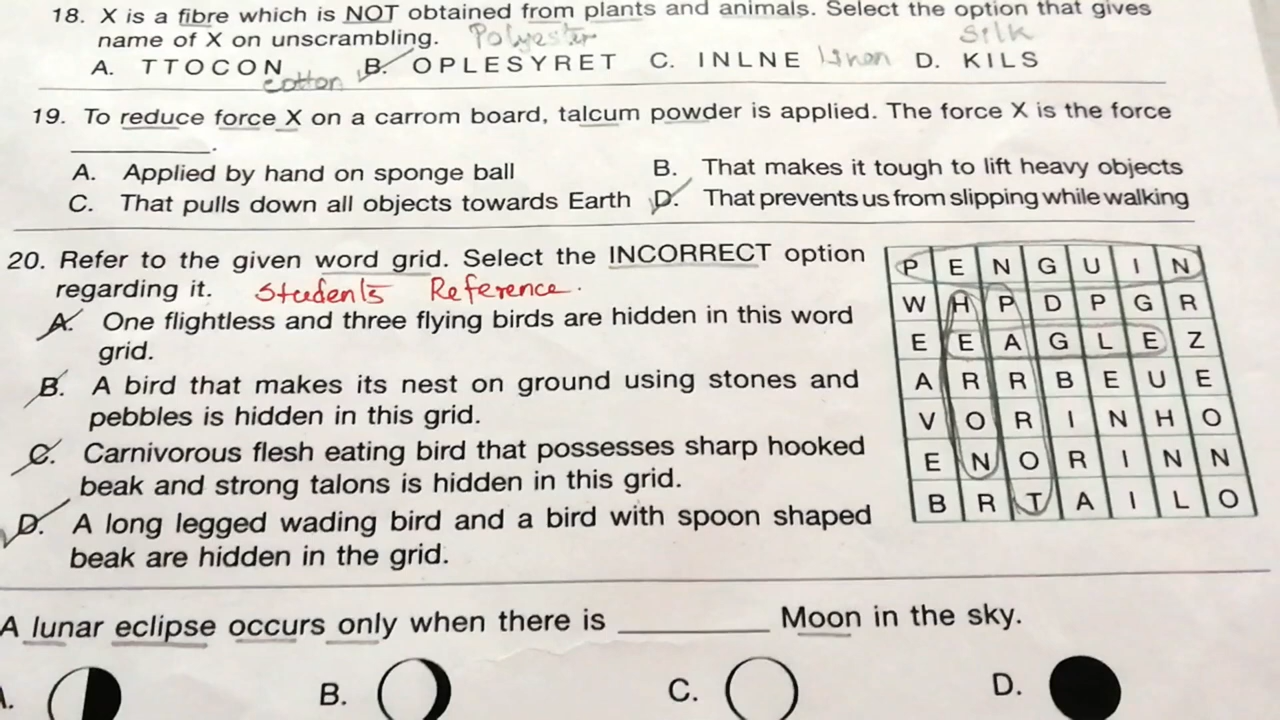 18. X is a fibre which is NOT obtained from plants and animals. Select the option that gives
name of X on unscrambling. Polyester
Silk
A. TTOCON B. OPLESYRET C. INLNE linen D. KILS
cotton
19. To reduce force X on a carrom board, talcum powder is applied. The force X is the force
__________.
A. Applied by hand on sponge ball B. That makes it tough to lift heavy objects
C. That pulls down all objects towards Earth D. That prevents us from slipping while walking
20. Refer to the given word grid. Select the INCORRECT option
regarding it. Students Reference.
A. One flightless and three flying birds are hidden in this word
grid.
B. A bird that makes its nest on ground using stones and
pebbles is hidden in this grid.
C. Carnivorous flesh eating bird that possesses sharp hooked
beak and strong talons is hidden in this grid.
D. A long legged wading bird and a bird with spoon shaped
beak are hidden in the grid.
P E N G U I N
W H P D P G R
E E A G L E Z
A R R B E U E
V O R I N H O
E N O R I N N
B R T A I L O
A lunar eclipse occurs only when there is __________ Moon in the sky.
B. C. D.